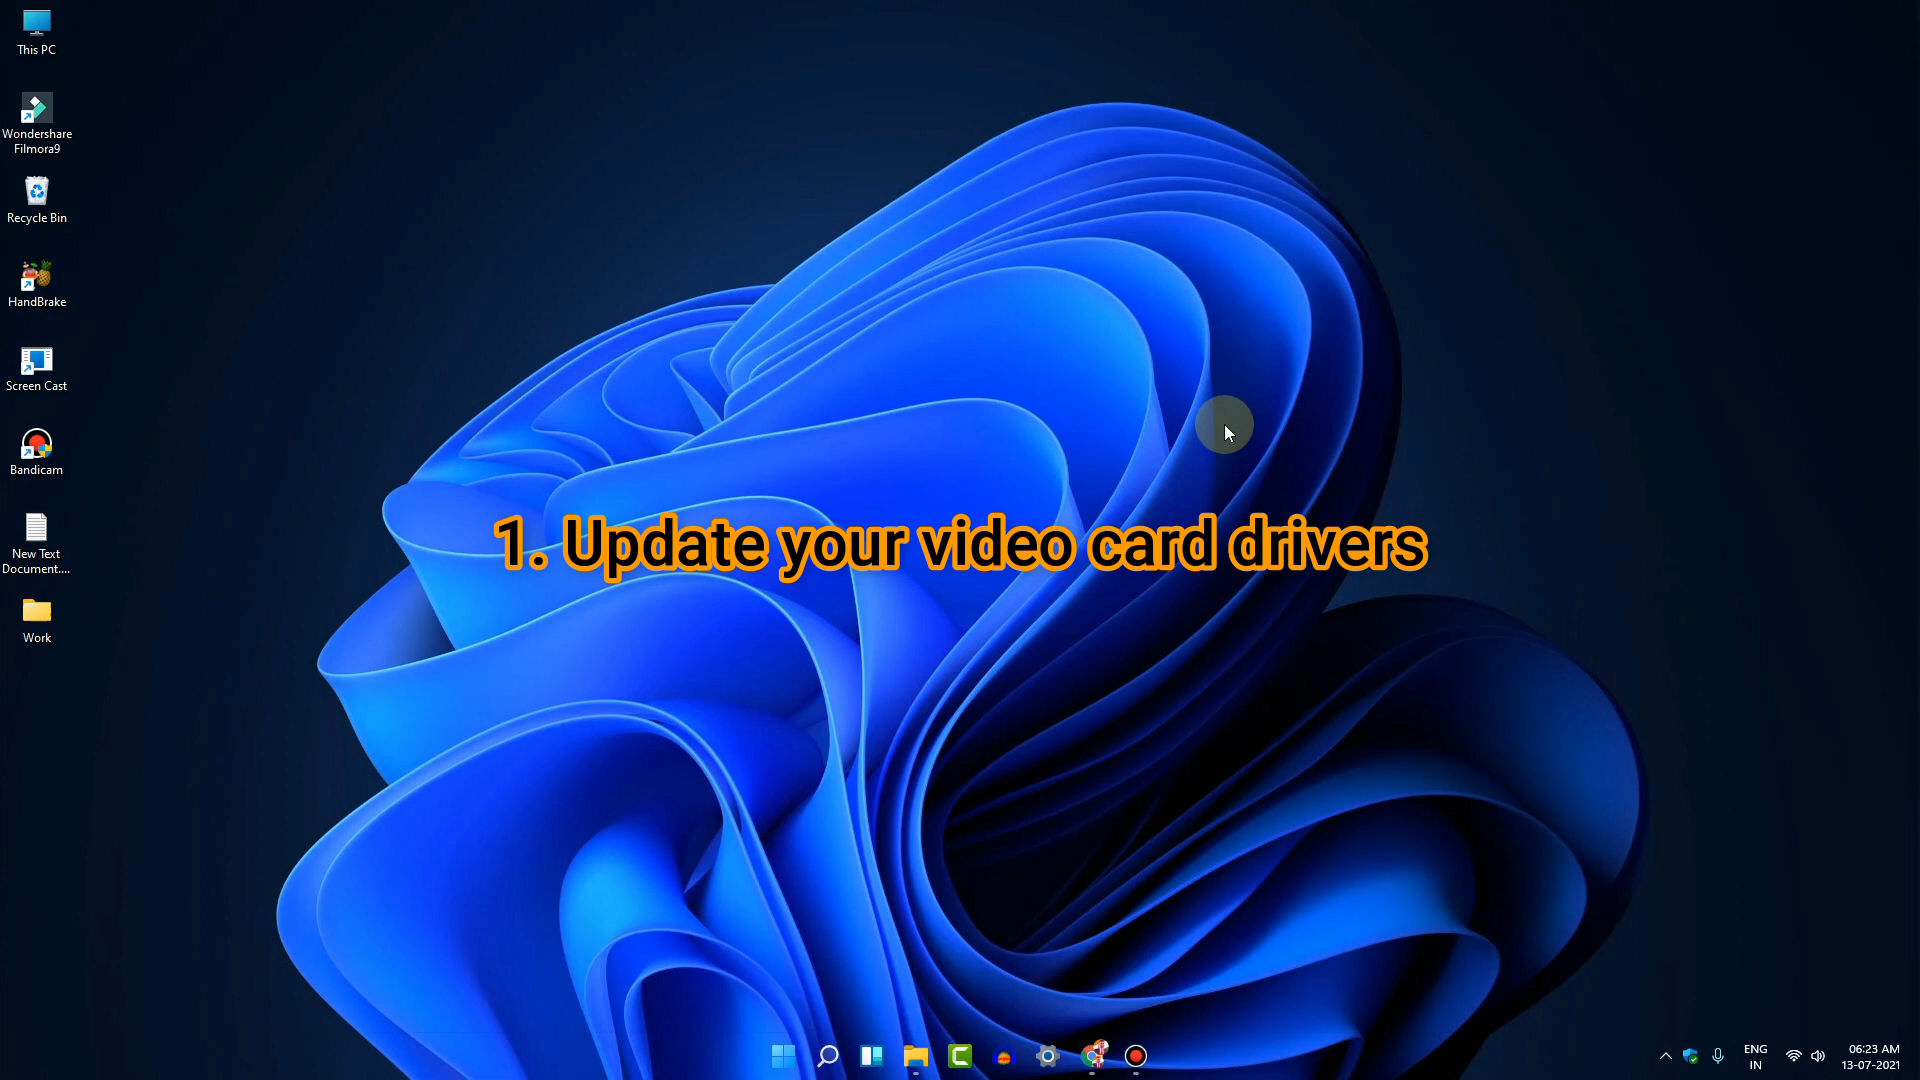 This PC
Wondershare
Filmora9
Recycle Bin
HandBrake
Screen Cast
Bandicam
New Text
Document....
Work
1. Update your video card drivers
ENG
IN
06:23 AM
13-07-2021